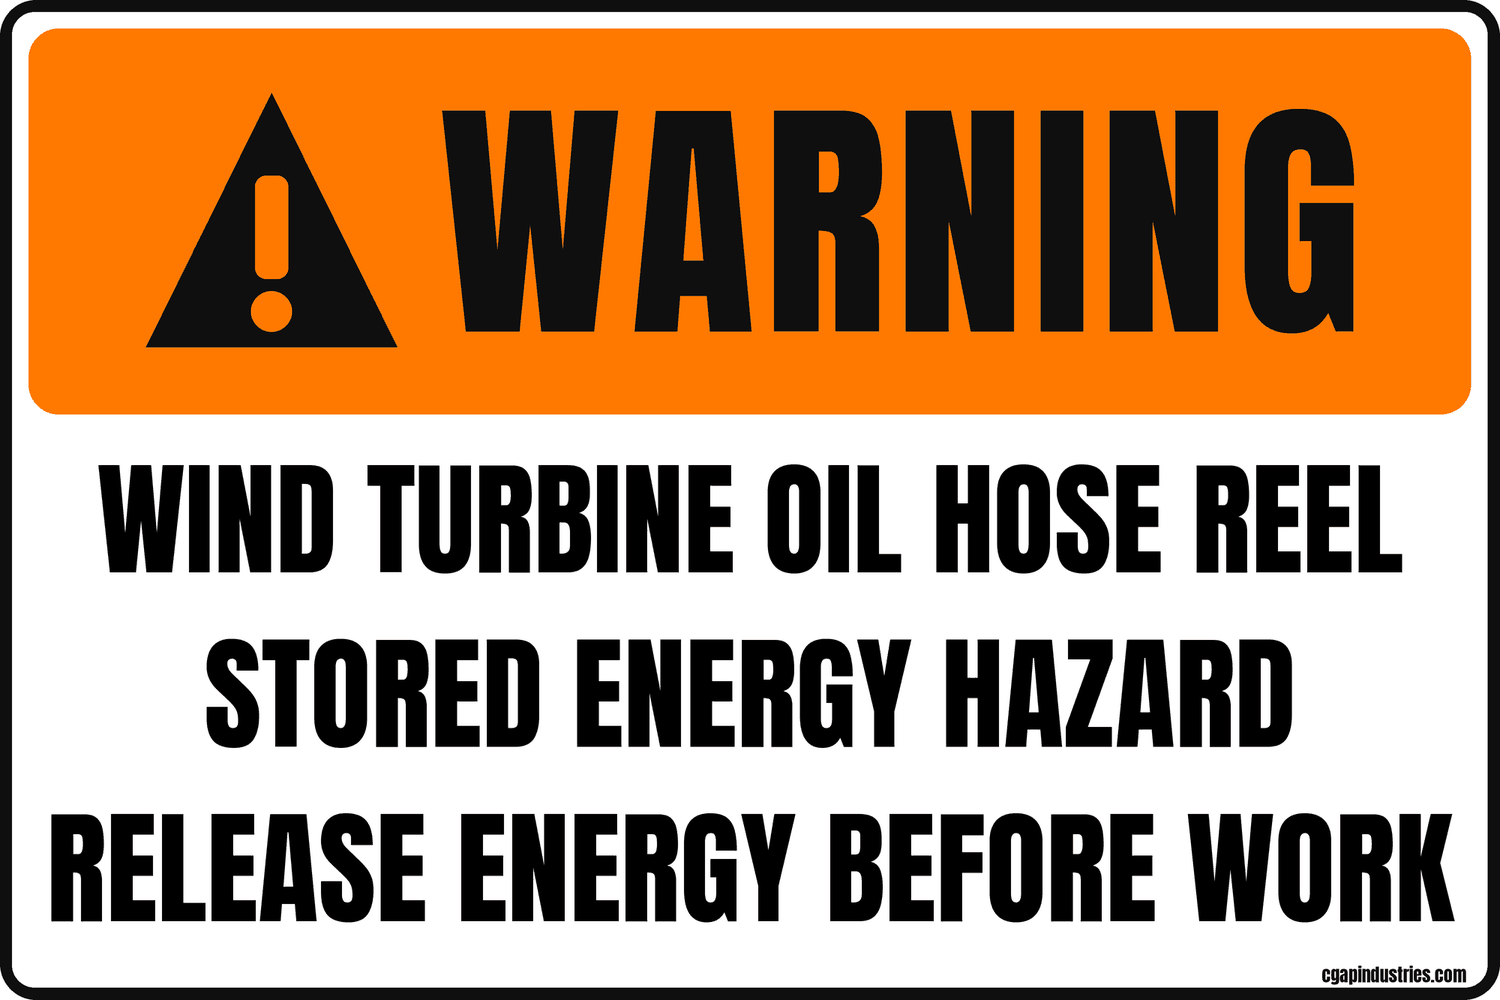 WARNING
WIND TURBINE OIL HOSE REEL
STORED ENERGY HAZARD
RELEASE ENERGY BEFORE WORK
cgapindustries.com